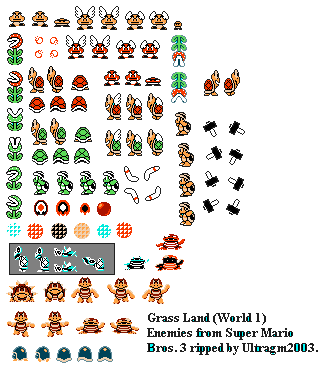 Grass Land (World 1)
Enemies from Super Mario
Bros. 3 ripped by Ultragm2003.